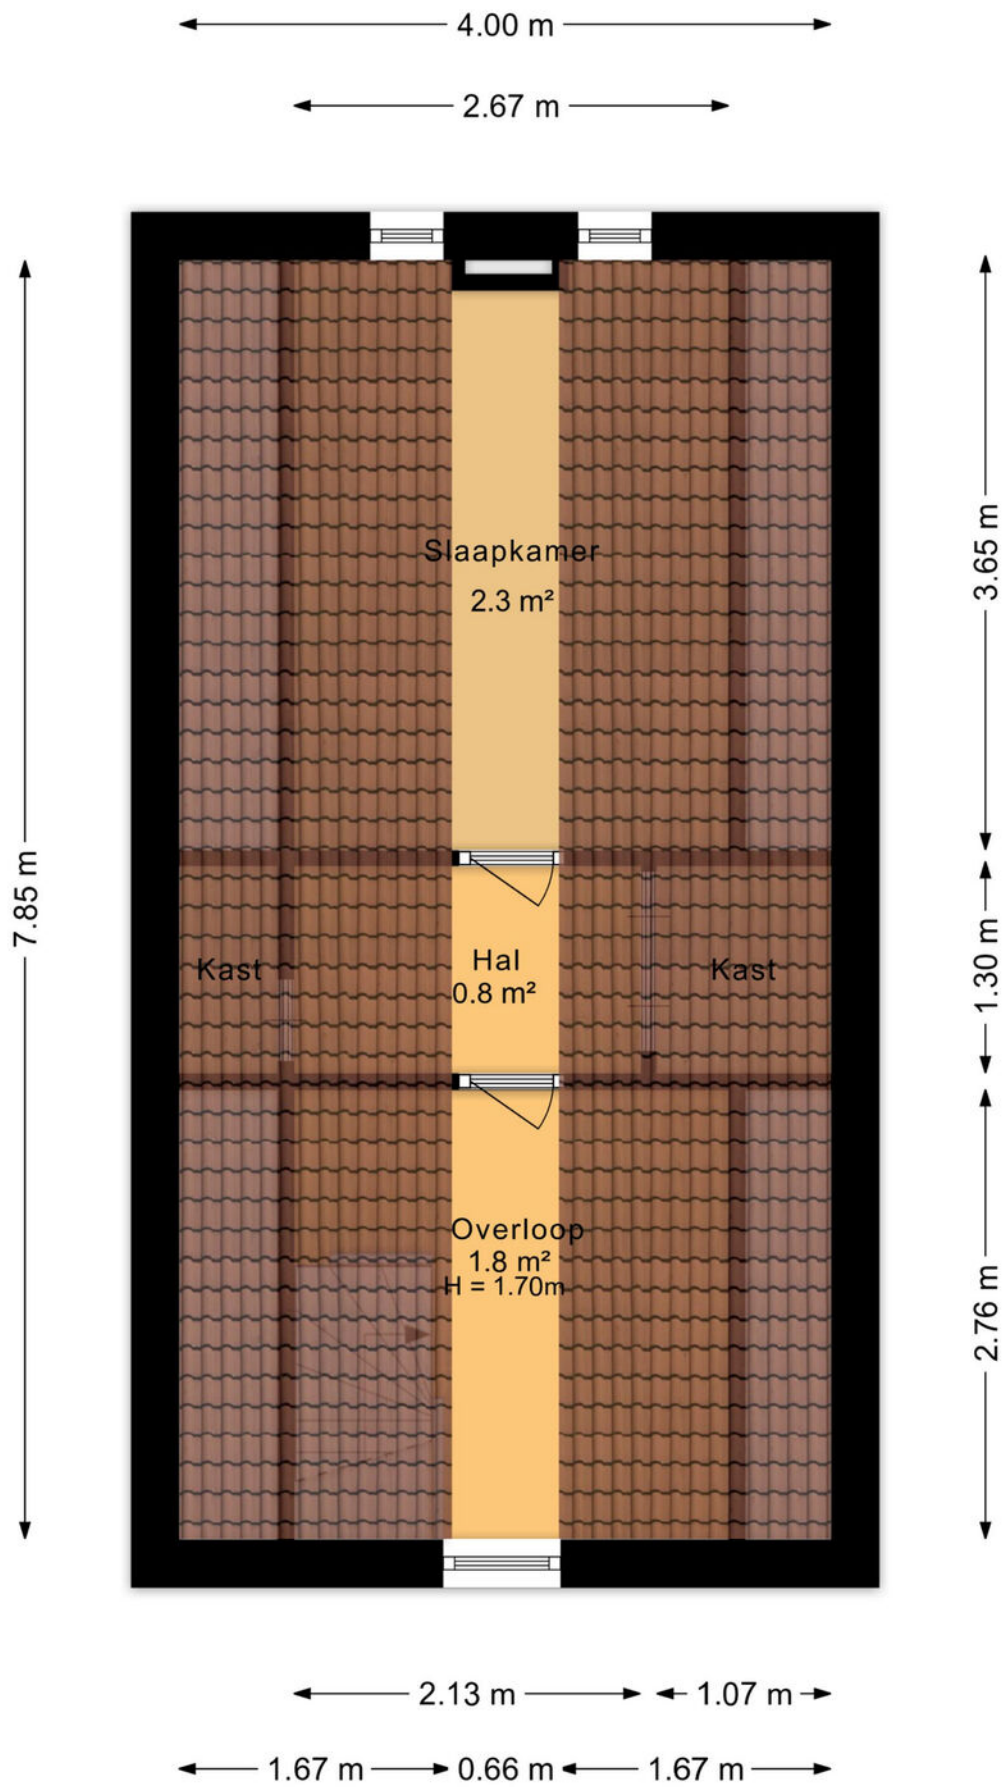 4.00 m
2.67 m
Slaapkamer
2.3 m²
3.65 m
7.85 m
Kast
Hal
0.8 m²
Kast
1.30 m
Overloop
1.8 m²
H = 1.70m
2.76 m
2.13 m
1.07 m
1.67 m
0.66 m
1.67 m